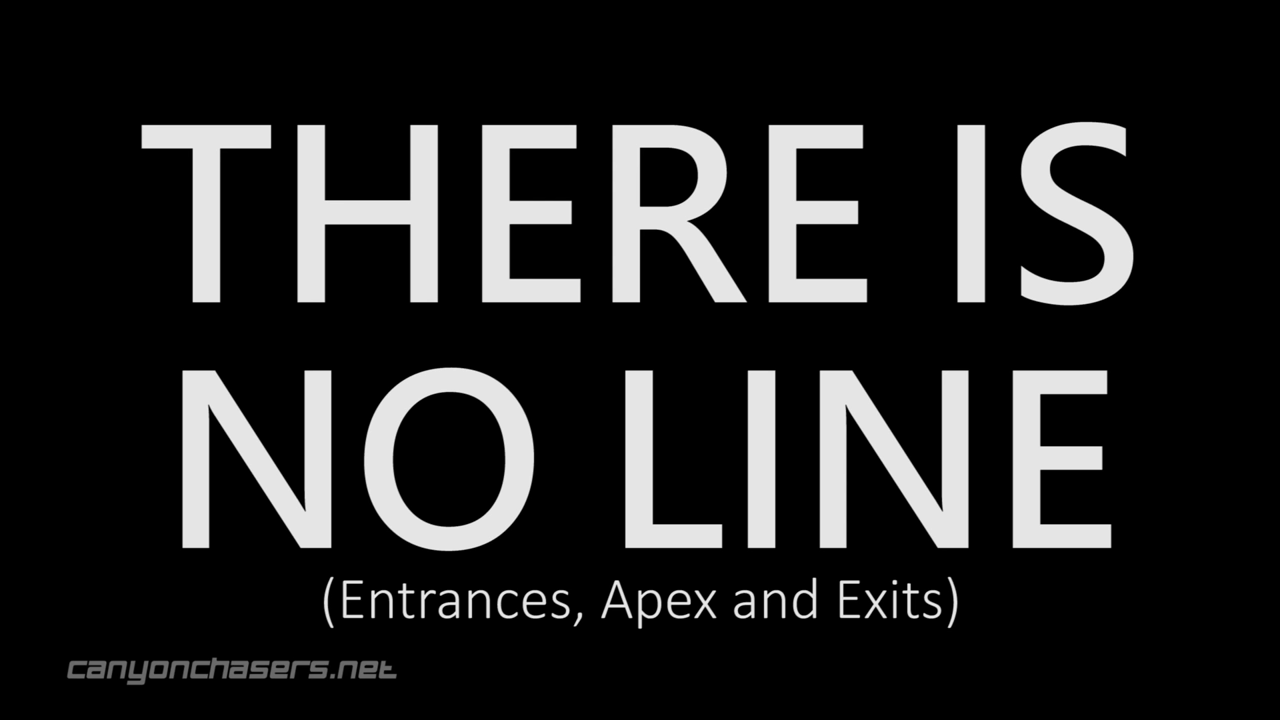 THERE IS
NO LINE
(Entrances, Apex and Exits)
canyonchasers.net